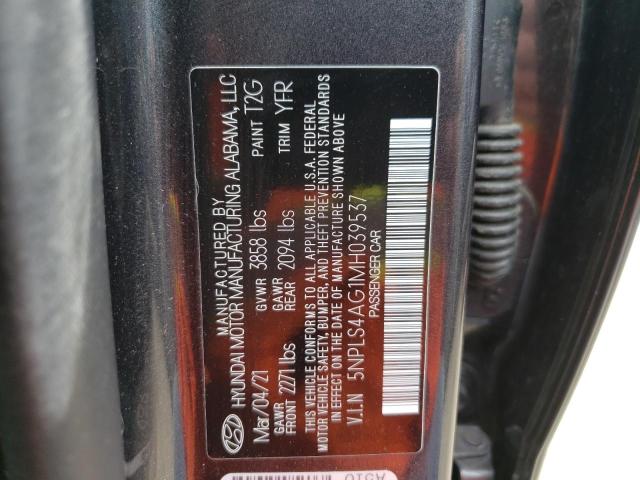 MANUFACTURED BY
HYUNDAI MOTOR MANUFACTURING ALABAMA, LLC
Mar/04/21 GVWR 3858 lbs PAINT T2G
GAWR FRONT 2271 lbs GAWR REAR 2094 lbs TRIM YFR
THIS VEHICLE CONFORMS TO ALL APPLICABLE U.S.A. FEDERAL
MOTOR VEHICLE SAFETY, BUMPER, AND THEFT PREVENTION STANDARDS
IN EFFECT ON THE DATE OF MANUFACTURE SHOWN ABOVE
V.I.N 5NPLS4AG1MH039537
PASSENGER CAR